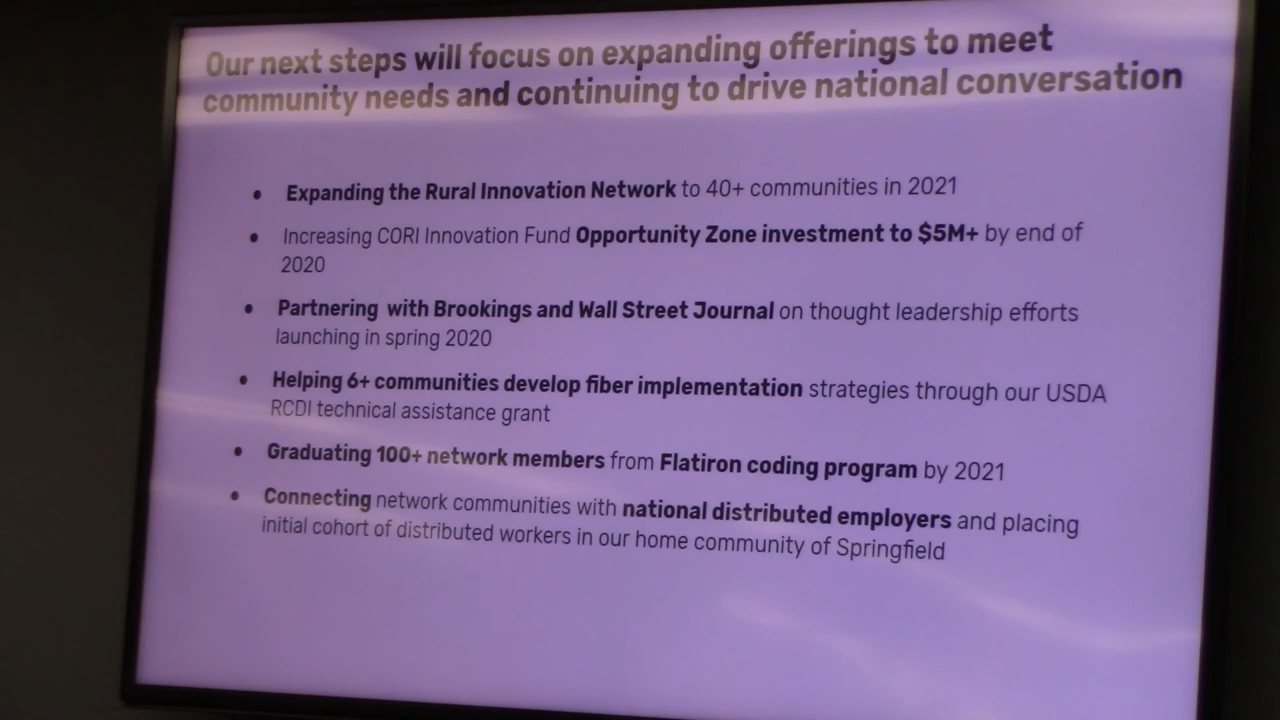 Our next steps will focus on expanding offerings to meet
community needs and continuing to drive national conversation
• Expanding the Rural Innovation Network to 40+ communities in 2021
• Increasing CORI Innovation Fund Opportunity Zone investment to $5M+ by end of
2020
• Partnering with Brookings and Wall Street Journal on thought leadership efforts
launching in spring 2020
• Helping 6+ communities develop fiber implementation strategies through our USDA
RCDI technical assistance grant
• Graduating 100+ network members from Flatiron coding program by 2021
• Connecting network communities with national distributed employers and placing
initial cohort of distributed workers in our home community of Springfield